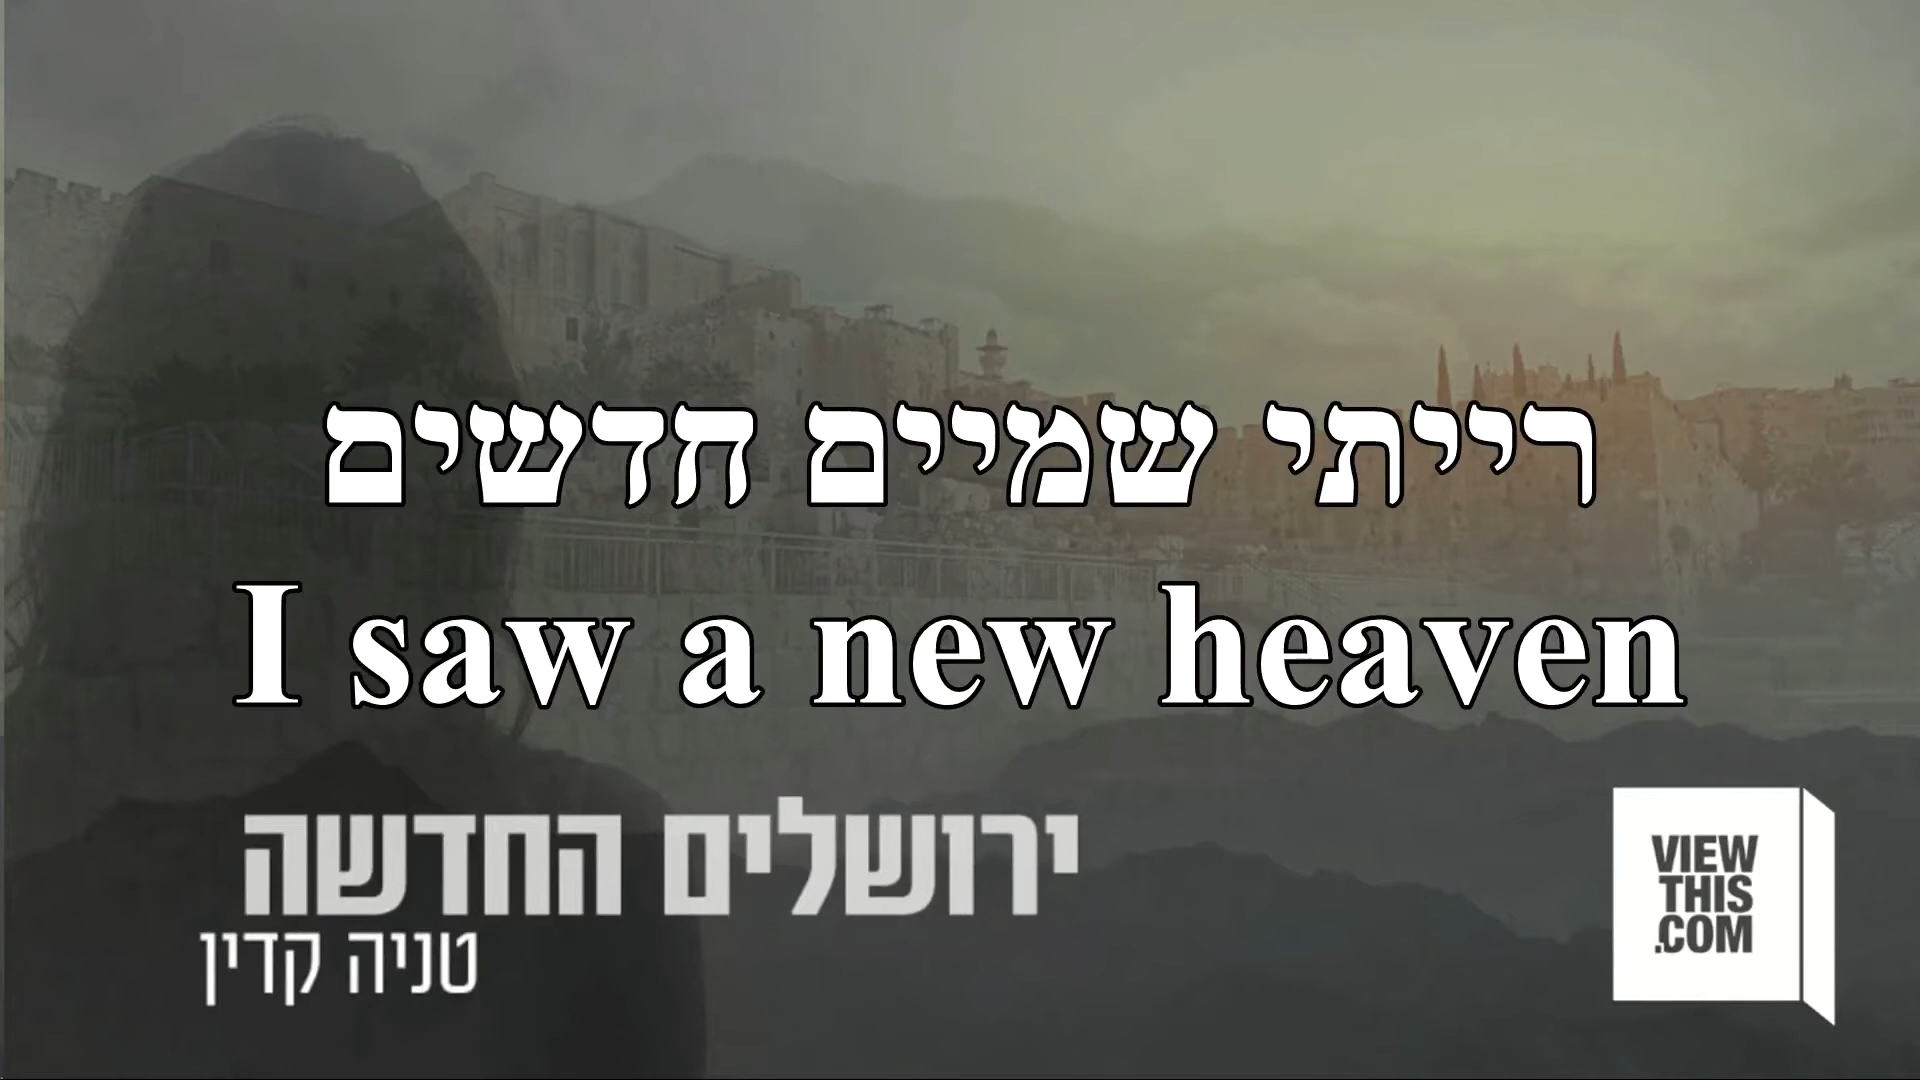 רייתי שמיים חדשים
I saw a new heaven
ירושלים החדשה
טניה קדין
VIEW
THIS
.COM